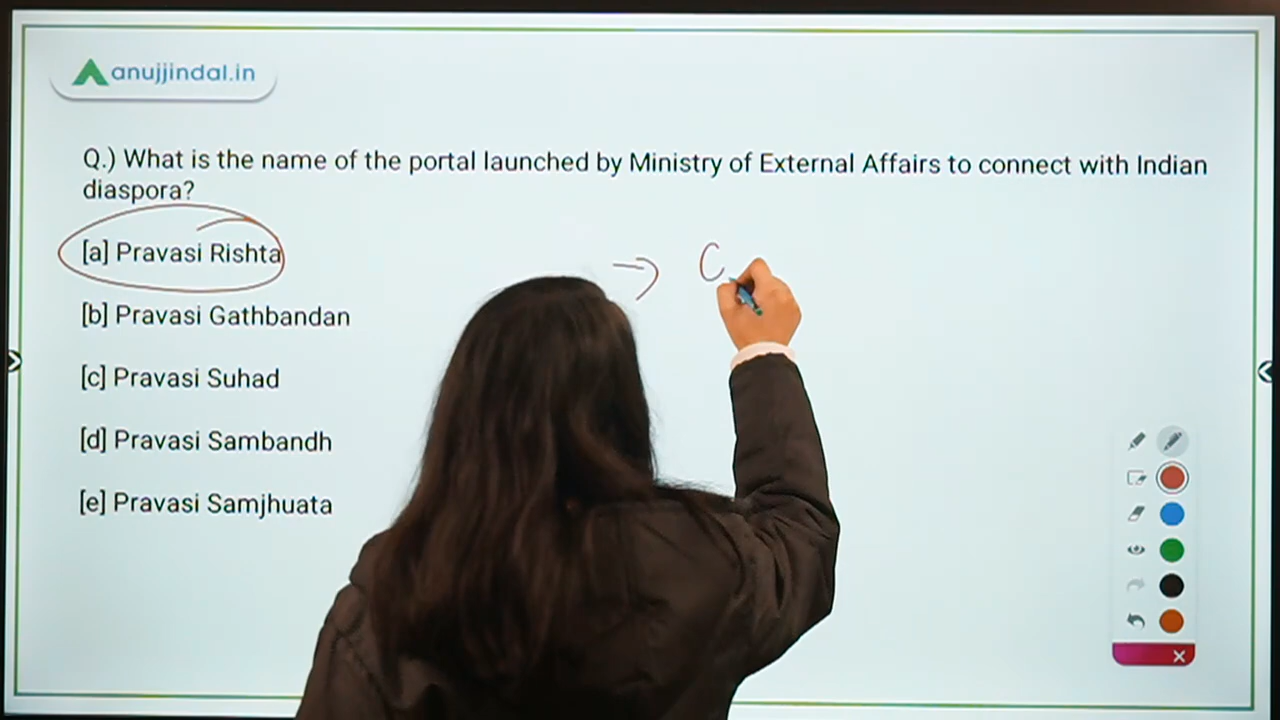 anujjindal.in
Q.) What is the name of the portal launched by Ministry of External Affairs to connect with Indian
diaspora?
[a] Pravasi Rishta
[b] Pravasi Gathbandan
[c] Pravasi Suhad
[d] Pravasi Sambandh
[e] Pravasi Samjhuata
→ C